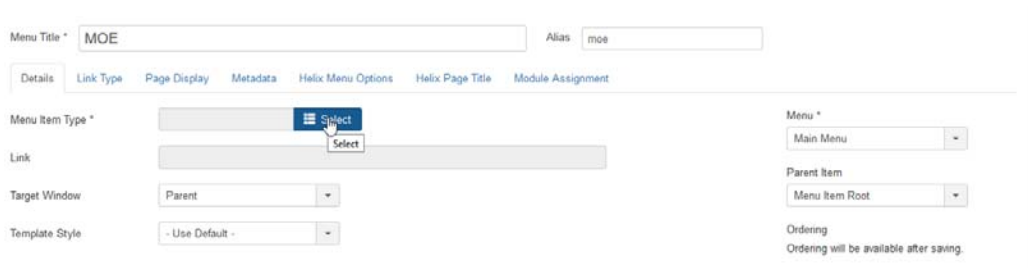 Menu Title * MOE Alias moe
Details Link Type Page Display Metadata Helix Menu Options Helix Page Title Module Assignment
Menu Item Type * Select
Select
Link
Target Window Parent
Template Style - Use Default -
Menu *
Main Menu
Parent Item
Menu Item Root
Ordering
Ordering will be available after saving.